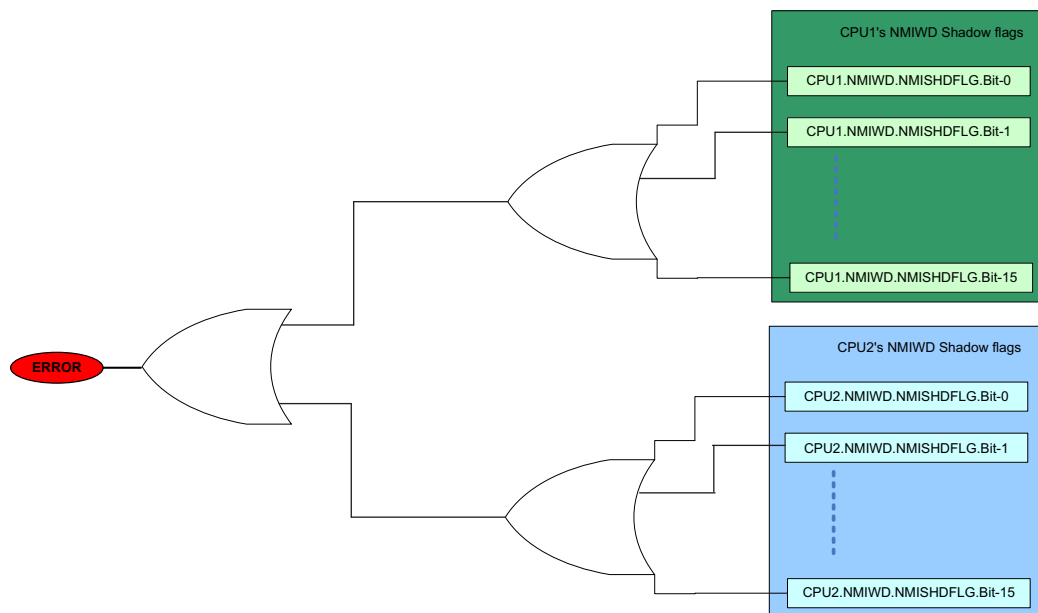 CPU1's NMIWD Shadow flags
CPU1.NMIWD.NMISHDFLG.Bit-0
CPU1.NMIWD.NMISHDFLG.Bit-1
CPU1.NMIWD.NMISHDFLG.Bit-15
ERROR
CPU2's NMIWD Shadow flags
CPU2.NMIWD.NMISHDFLG.Bit-0
CPU2.NMIWD.NMISHDFLG.Bit-1
CPU2.NMIWD.NMISHDFLG.Bit-15